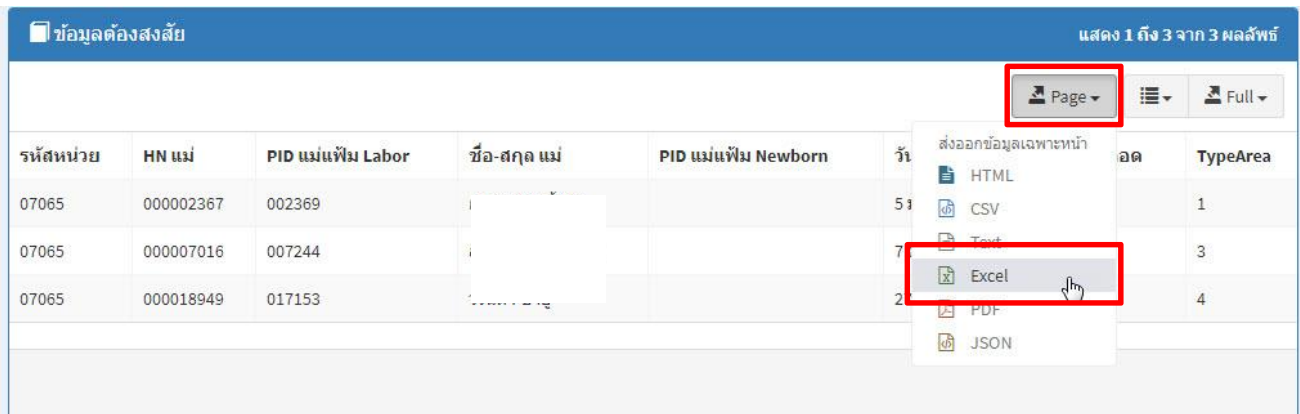 ข้อมูลต้องสงสัย
แสดง 1 ถึง 3 จาก 3 ผลลัพธ์
Page
Full
รหัสหน่วย HN แม่ PID แม่แฟ้ม Labor ชื่อ-สกุล แม่ PID แม่แฟ้ม Newborn TypeArea
07065 000002367 002369 5 1
07065 000007016 007244 7 3
07065 000018949 017153 4
ส่งออกข้อมูลเฉพาะหน้า
HTML
CSV
Text
Excel
PDF
JSON